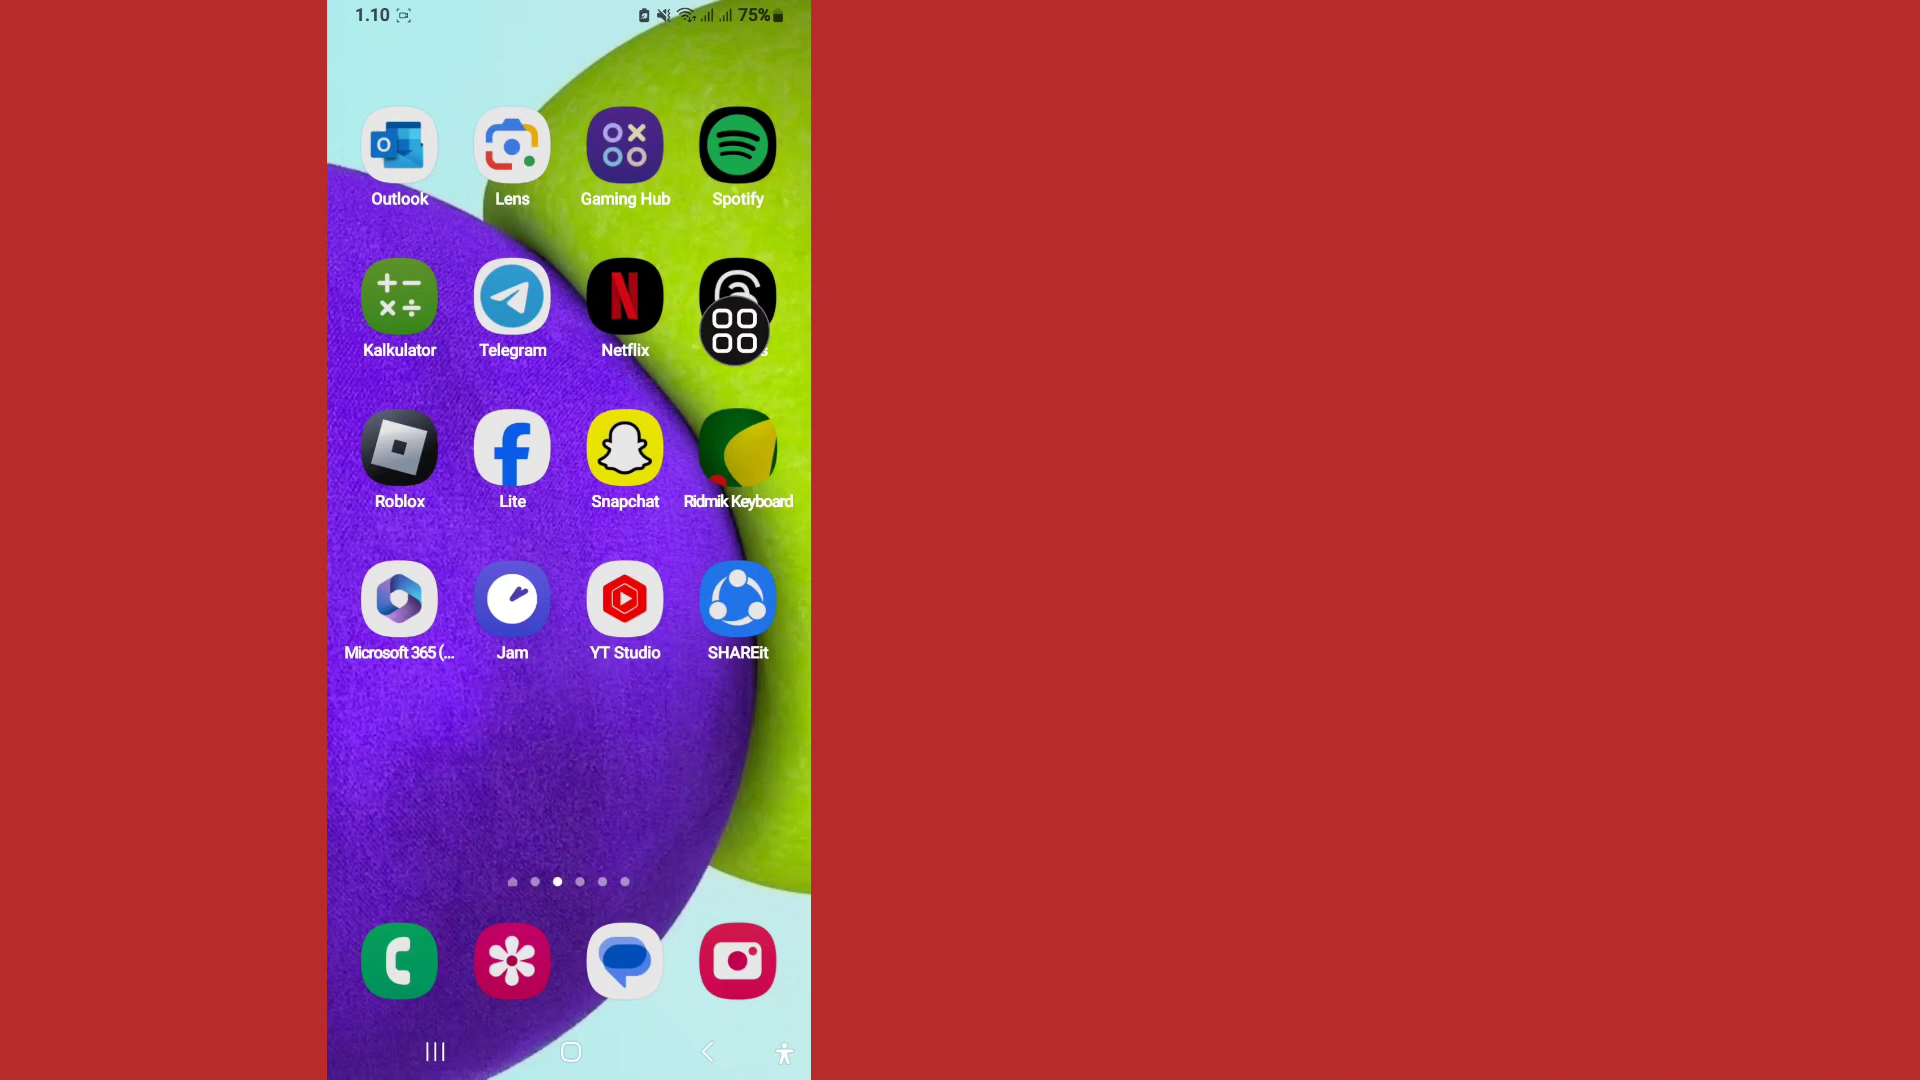 1.10 75%
Outlook Lens Gaming Hub Spotify
Kalkulator Telegram Netflix
Roblox Lite Snapchat Ridmik Keyboard
Microsoft 365 (... Jam YT Studio SHAREit